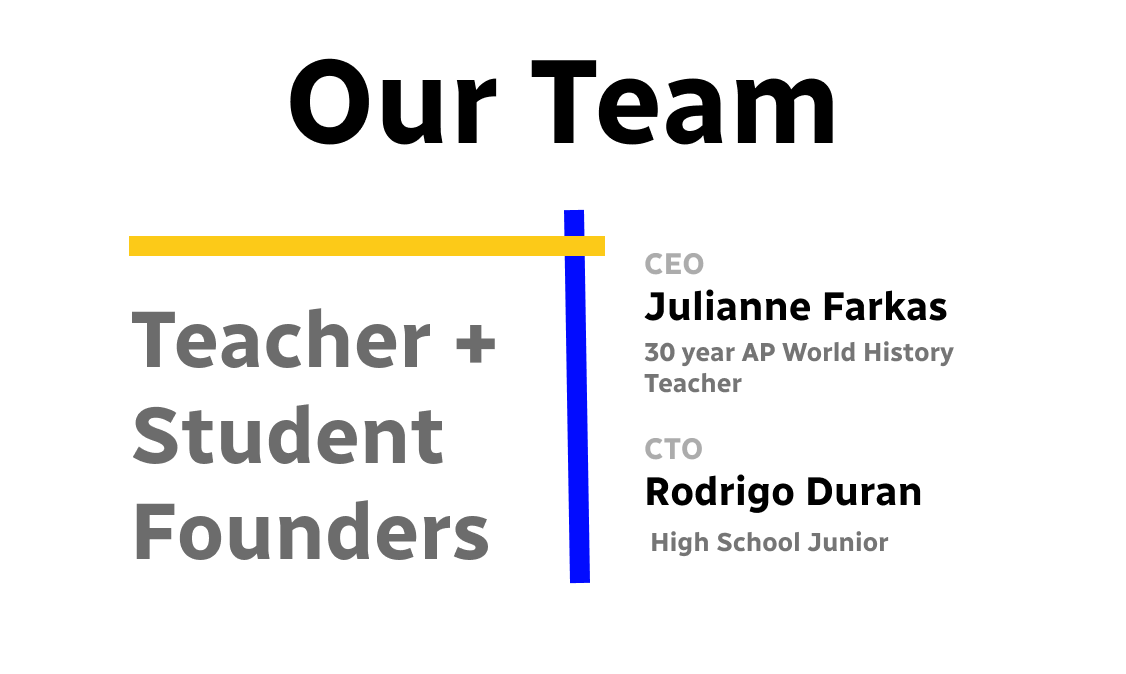 Our Team
Teacher +
Student
Founders
CEO
Julianne Farkas
30 year AP World History
Teacher
CTO
Rodrigo Duran
High School Junior